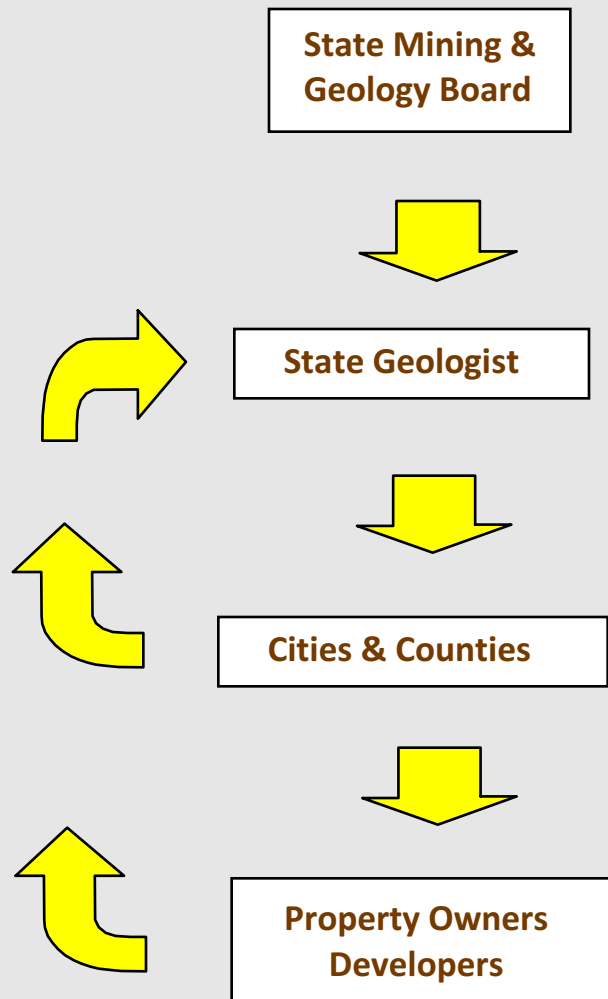 State Mining &
Geology Board
State Geologist
Cities & Counties
Property Owners
Developers